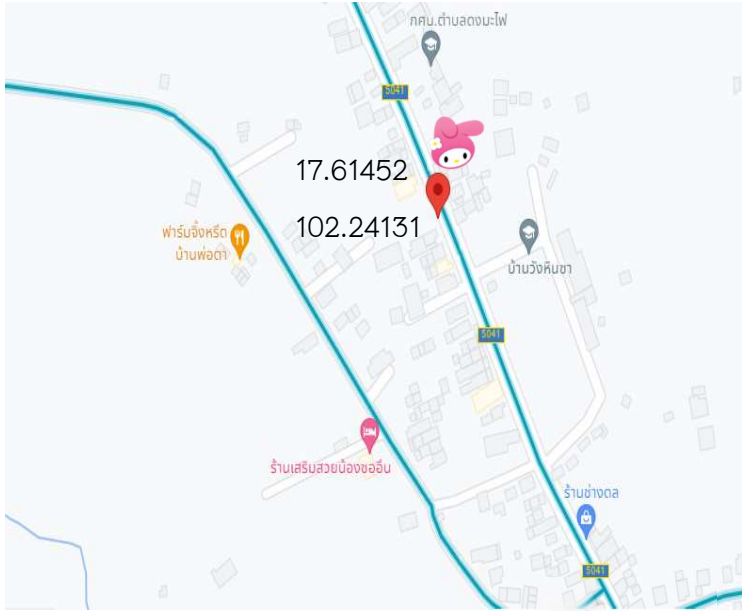 กศน.ตำบลดงมะไฟ
5041
17.61452
102.24131
ฟาร์มจิ้งหรีด
บ้านพ่อดา
บ้านวังหินซา
5041
ร้านเสริมสวยน้องชออื่น
ร้านช่างดล
5041